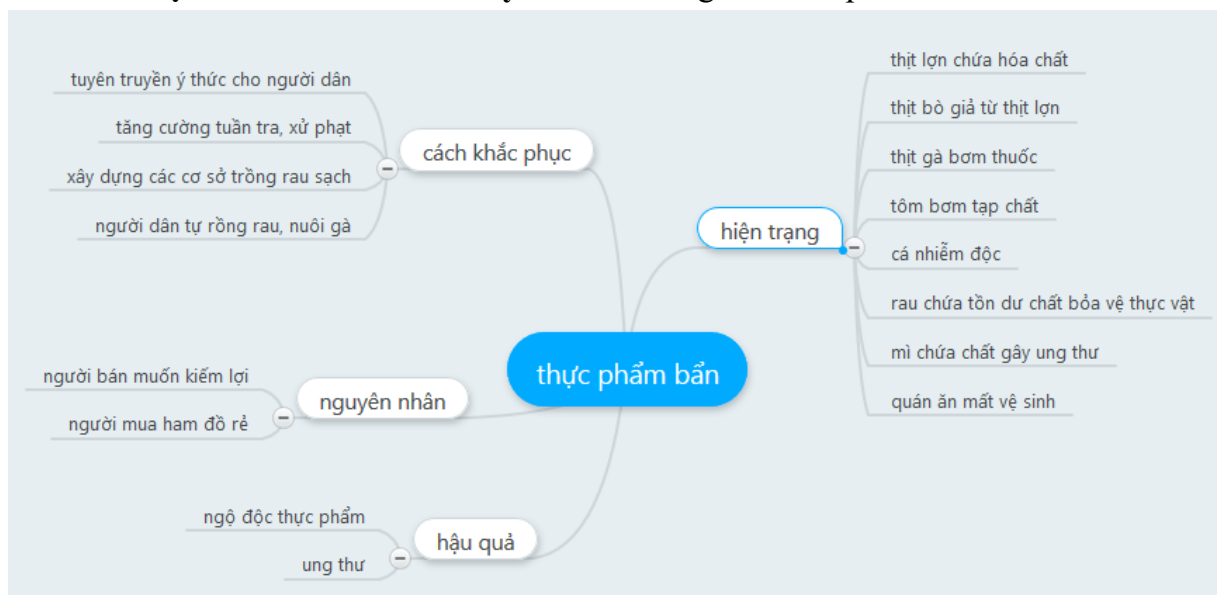 tuyên truyền ý thức cho người dân
tăng cường tuần tra, xử phạt
xây dựng các cơ sở trồng rau sạch
người dân tự rồng rau, nuôi gà
cách khắc phục
người bán muốn kiếm lợi
người mua ham đồ rẻ
nguyên nhân
ngộ độc thực phẩm
ung thư
hậu quả
thực phẩm bẩn
hiện trạng
thịt lợn chứa hóa chất
thịt bò giả từ thịt lợn
thịt gà bơm thuốc
tôm bơm tạp chất
cá nhiễm độc
rau chứa tồn dư chất bỏa vệ thực vật
mì chứa chất gây ung thư
quán ăn mất vệ sinh